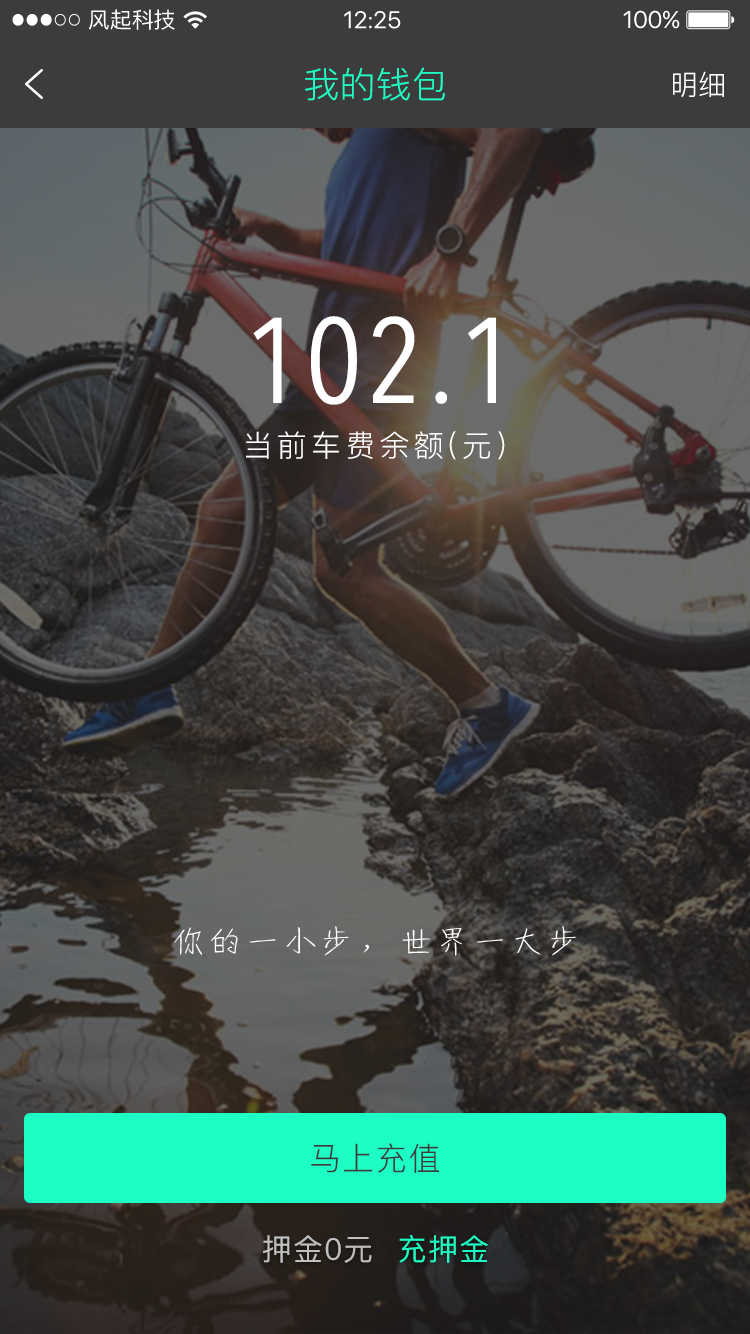 风起科技 12:25 100%
我的钱包 明细
102.1
当前车费余额(元)
你的一小步，世界一大步
马上充值
押金0元 充押金